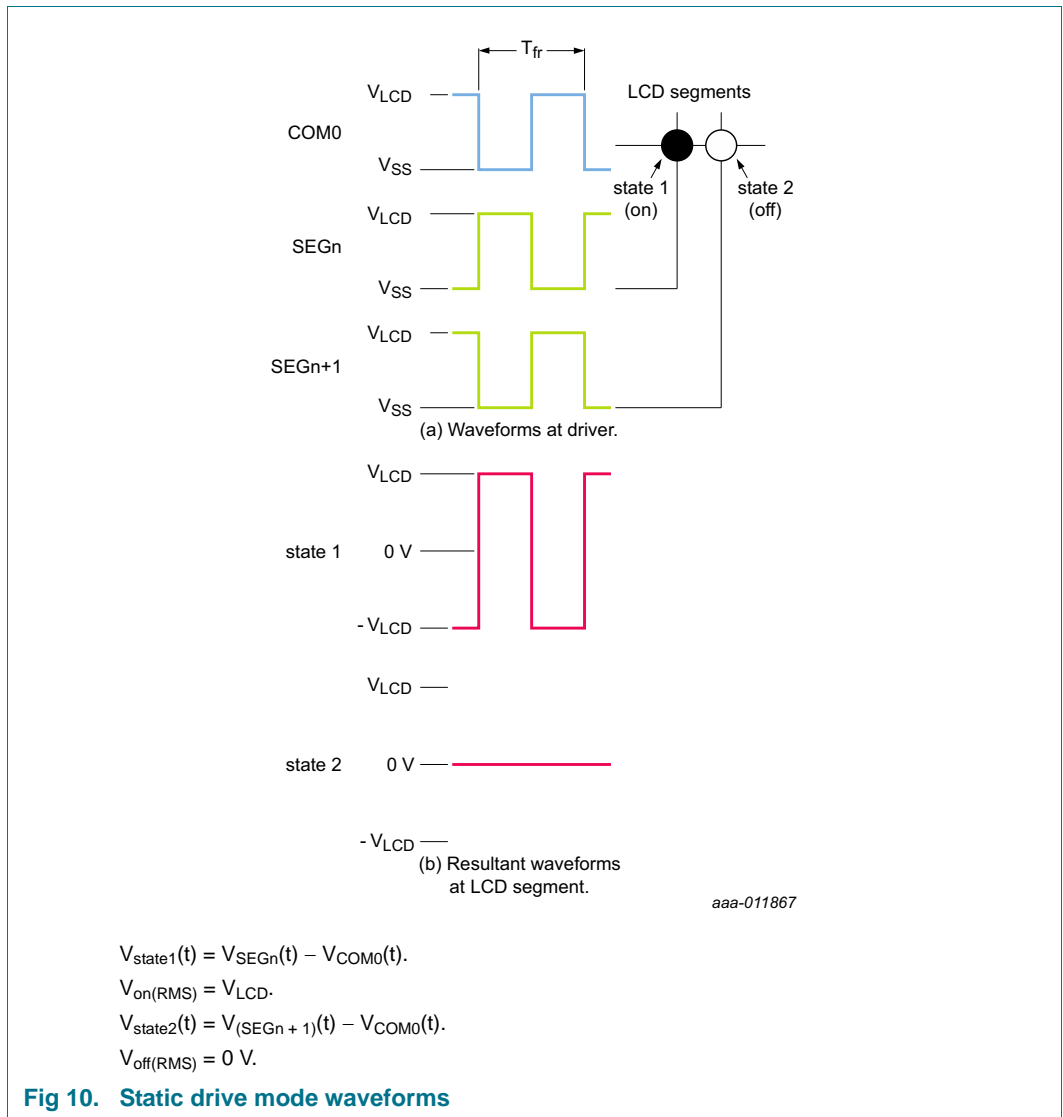 T_fr
V_LCD
LCD segments
COM0
V_SS
state 1
(on)
state 2
(off)
V_LCD
SEGn
V_SS
V_LCD
SEGn+1
V_SS
(a) Waveforms at driver.
V_LCD
state 1
0 V
- V_LCD
V_LCD
state 2
0 V
- V_LCD
(b) Resultant waveforms
at LCD segment.
aaa-011867
V_state1(t) = V_SEGn(t) − V_COM0(t).
V_on(RMS) = V_LCD.
V_state2(t) = V_(SEGn + 1)(t) − V_COM0(t).
V_off(RMS) = 0 V.
Fig 10. Static drive mode waveforms